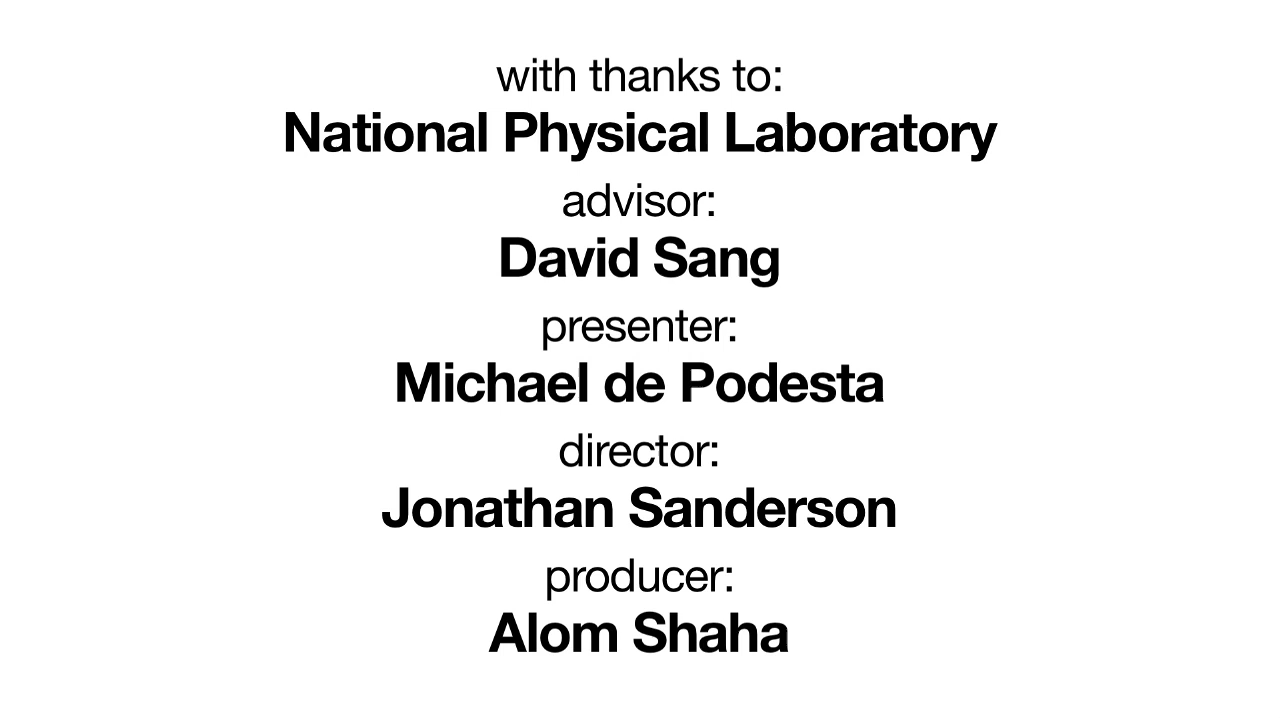 with thanks to:
National Physical Laboratory
advisor:
David Sang
presenter:
Michael de Podesta
director:
Jonathan Sanderson
producer:
Alom Shaha